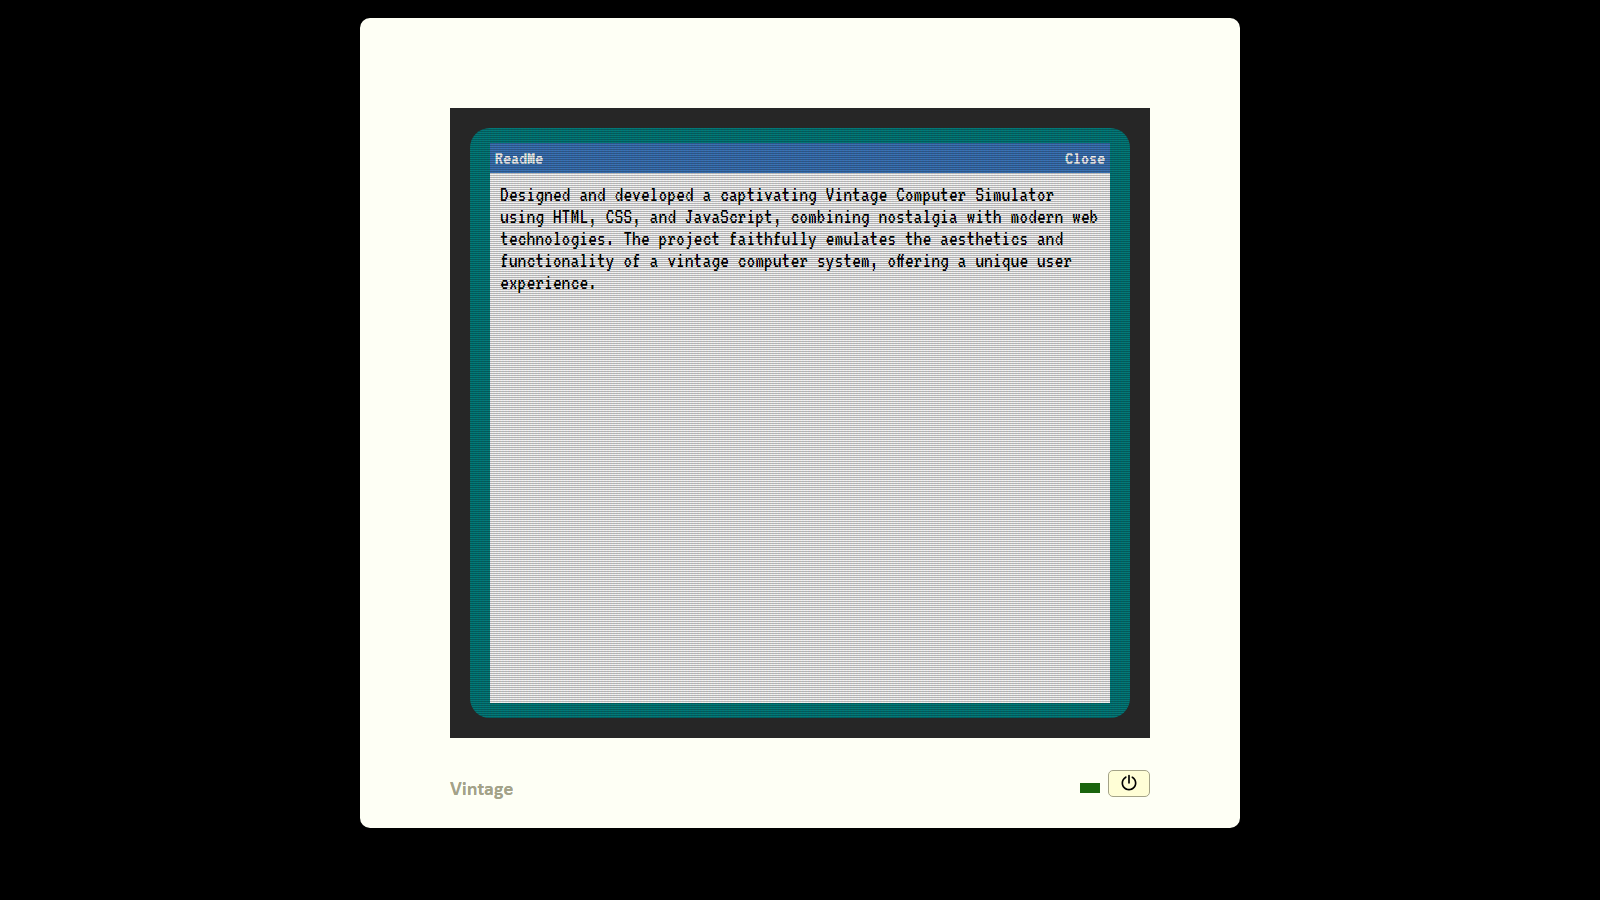 ReadMe Close
Designed and developed a captivating Vintage Computer Simulator
using HTML, CSS, and JavaScript, combining nostalgia with modern web
technologies. The project faithfully emulates the aesthetics and
functionality of a vintage computer system, offering a unique user
experience.
Vintage